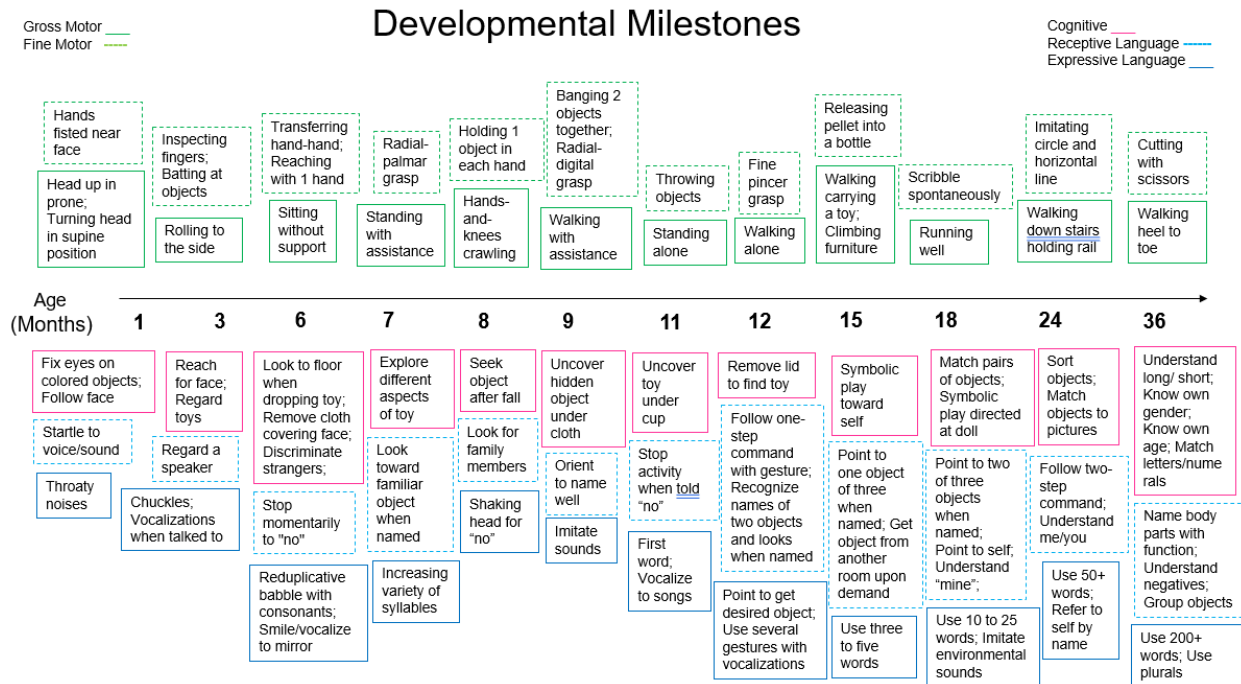 Developmental Milestones
Gross Motor ___
Fine Motor -----
Cognitive ___
Receptive Language ------
Expressive Language ___
Hands
fisted near
face
Head up in
prone;
Turning head
in supine
position
Inspecting
fingers;
Batting at
objects
Rolling to
the side
Transferring
hand-hand;
Reaching
with 1 hand
Sitting
without
support
Radial-
palmar
grasp
Standing
with
assistance
Holding 1
object in
each hand
Hands-
and-
knees
crawling
Banging 2
objects
together;
Radial-
digital
grasp
Walking
with
assistance
Throwing
objects
Standing
alone
Fine
pincer
grasp
Walking
alone
Releasing
pellet into
a bottle
Walking
carrying
a toy;
Climbing
furniture
Scribble
spontaneously
Running
well
Imitating
circle and
horizontal
line
Walking
down stairs
holding rail
Cutting
with
scissors
Walking
heel to
toe
Age
(Months)
1 3 6 7 8 9 11 12 15 18 24 36
Fix eyes on
colored objects;
Follow face
Startle to
voice/sound
Throaty
noises
Reach
for face;
Regard
toys
Regard a
speaker
Chuckles;
Vocalizations
when talked to
Look to floor
when
dropping toy;
Remove cloth
covering face;
Discriminate
strangers;
Stop
momentarily
to "no"
Reduplicative
babble with
consonants;
Smile/vocalize
to mirror
Explore
different
aspects
of toy
Look
toward
familiar
object
when
named
Increasing
variety of
syllables
Seek
object
after fall
Look for
family
members
Shaking
head for
“no”
Uncover
hidden
object
under
cloth
Orient
to name
well
Imitate
sounds
Uncover
toy
under
cup
Stop
activity
when told
“no”
First
word;
Vocalize
to songs
Remove lid
to find toy
Follow one-
step
command
with gesture;
Recognize
names of
two objects
and looks
when named
Point to get
desired object;
Use several
gestures with
vocalizations
Symbolic
play
toward
self
Point to
one object
of three
when
named; Get
object from
another
room upon
demand
Use three
to five
words
Match pairs
of objects;
Symbolic
play directed
at doll
Point to two
of three
objects
when
named;
Point to self;
Understand
“mine”;
Use 10 to 25
words; Imitate
environmental
sounds
Sort
objects;
Match
objects to
pictures
Follow two-
step
command;
Understand
me/you
Use 50+
words;
Refer to
self by
name
Understand
long/ short;
Know own
gender;
Know own
age; Match
letters/nume
rals
Name body
parts with
function;
Understand
negatives;
Group objects
Use 200+
words; Use
plurals